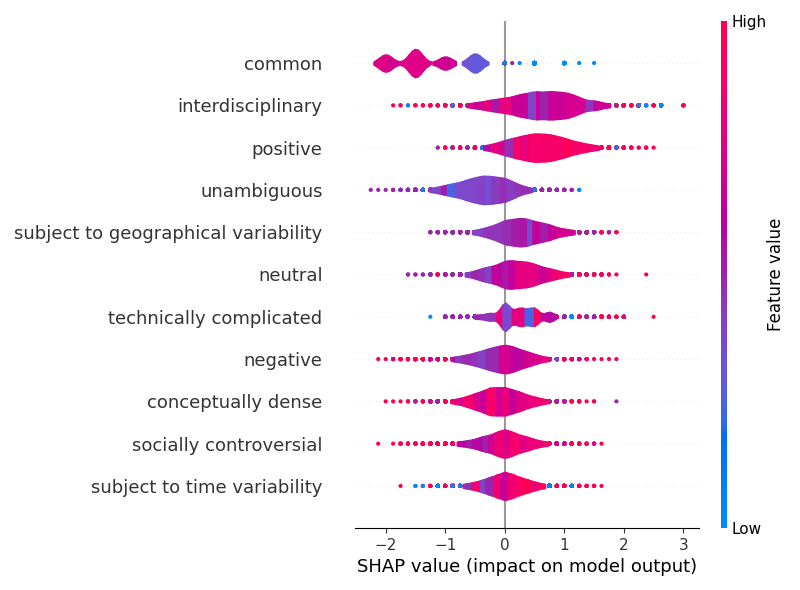 High
common
interdisciplinary
positive
unambiguous
subject to geographical variability
neutral
technically complicated
negative
conceptually dense
socially controversial
subject to time variability
Feature value
Low
−2 −1 0 1 2 3
SHAP value (impact on model output)